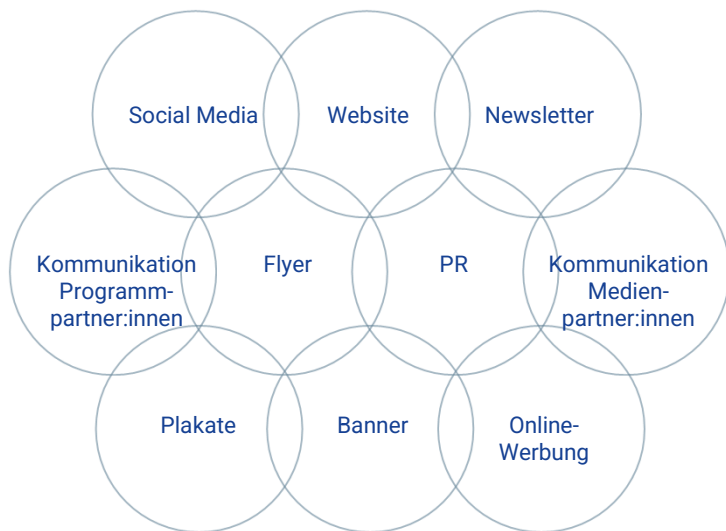 Social Media
Website
Newsletter
Kommunikation
Programm-
partner:innen
Flyer
PR
Kommunikation
Medien-
partner:innen
Plakate
Banner
Online-
Werbung